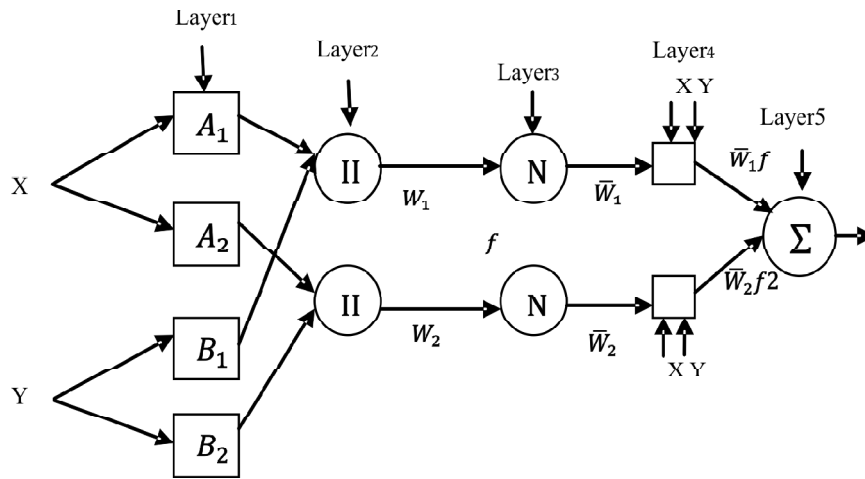 Layer1
Layer2
Layer3
Layer4
X Y
Layer5
A₁
II
N
W₁
W̅₁
W̅₁f
X
A₂
f
Σ
II
N
W₂
W̅₂
W̅₂f2
B₁
X Y
Y
B₂